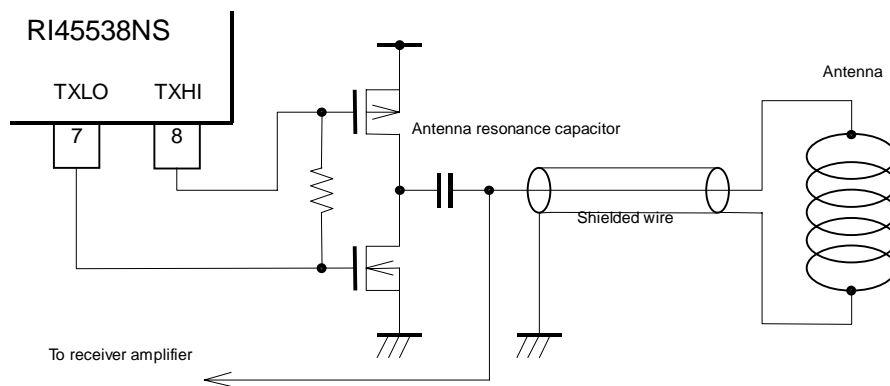 RI45538NS
TXLO TXHI
7 8
Antenna
Antenna resonance capacitor
Shielded wire
To receiver amplifier